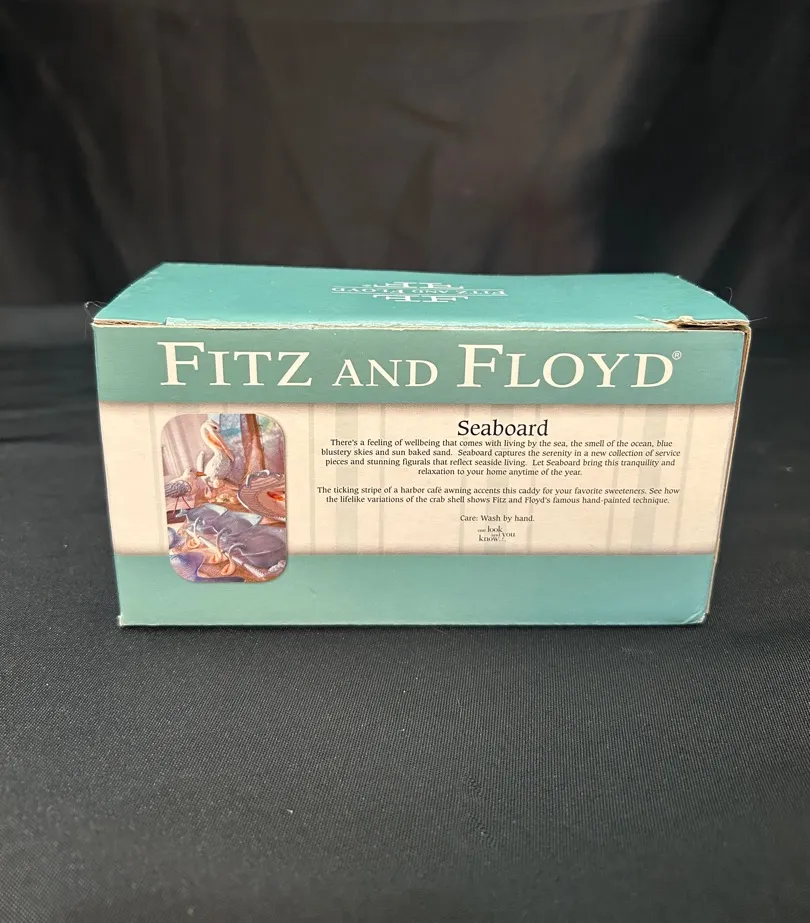 FITZ AND FLOYD
FITZ AND FLOYD®
Seaboard
There's a feeling of wellbeing that comes with living by the sea, the smell of the ocean, blue
blustery skies and sun baked sand. Seaboard captures the serenity in a new collection of service
pieces and stunning figurals that reflect seaside living. Let Seaboard bring this tranquility and
relaxation to your home anytime of the year.
The ticking stripe of a harbor café awning accents this caddy for your favorite sweeteners. See how
the lifelike variations of the crab shell shows Fitz and Floyd's famous hand-painted technique.
Care: Wash by hand.
one look
and you
know...